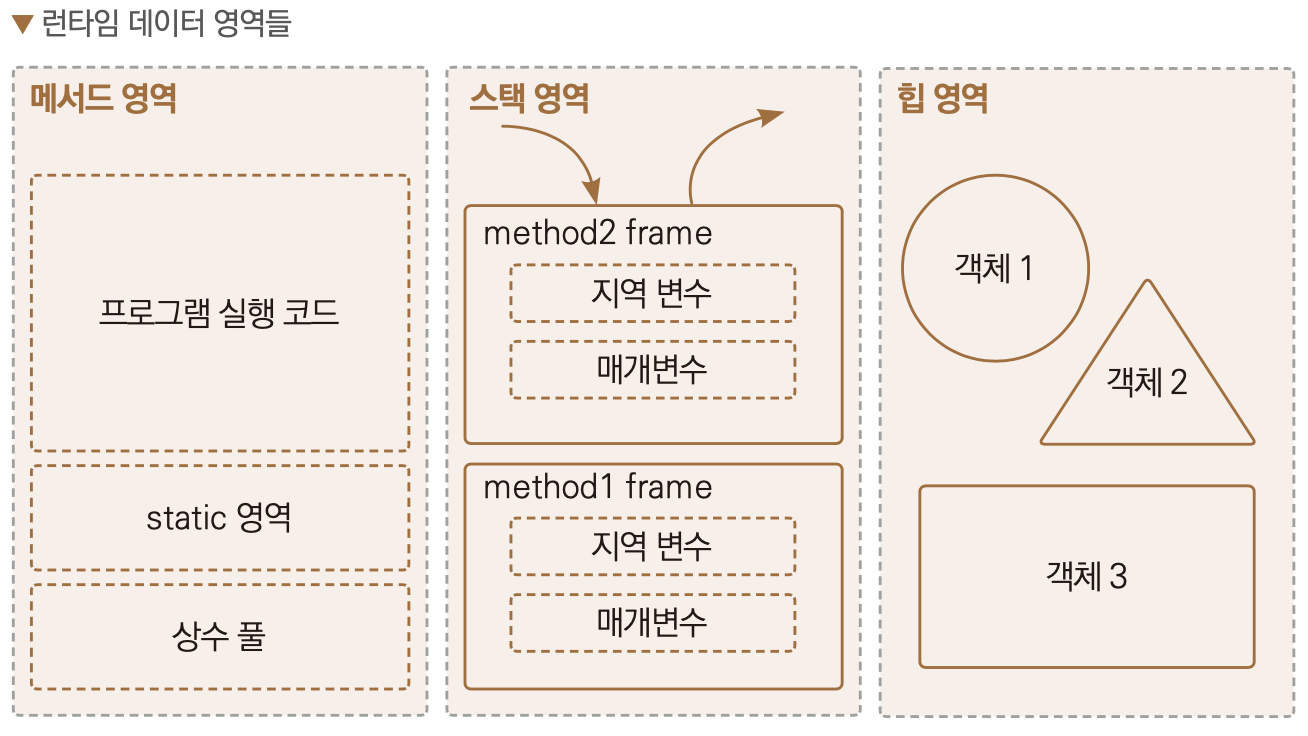 ▼ 런타임 데이터 영역들
메서드 영역
프로그램 실행 코드
static 영역
상수 풀
스택 영역
method2 frame
지역 변수
매개변수
method1 frame
지역 변수
매개변수
힙 영역
객체 1
객체 2
객체 3